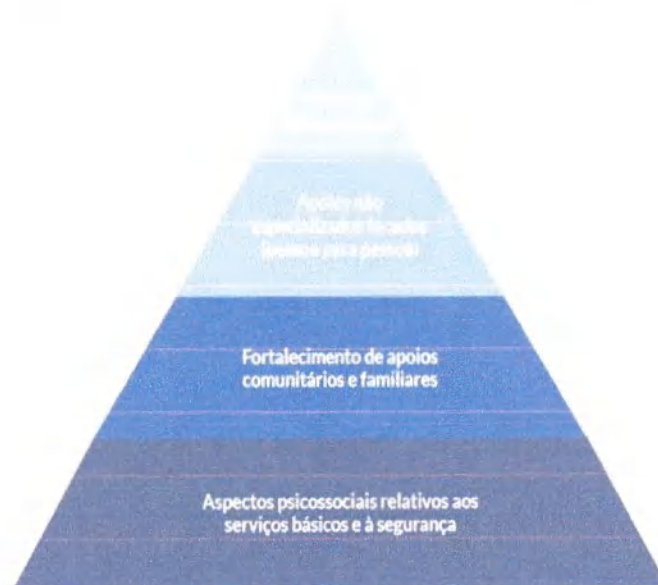 Apoios não
especializados focados
(pessoa para pessoa)
Fortalecimento de apoios
comunitários e familiares
Aspectos psicossociais relativos aos
serviços básicos e à segurança